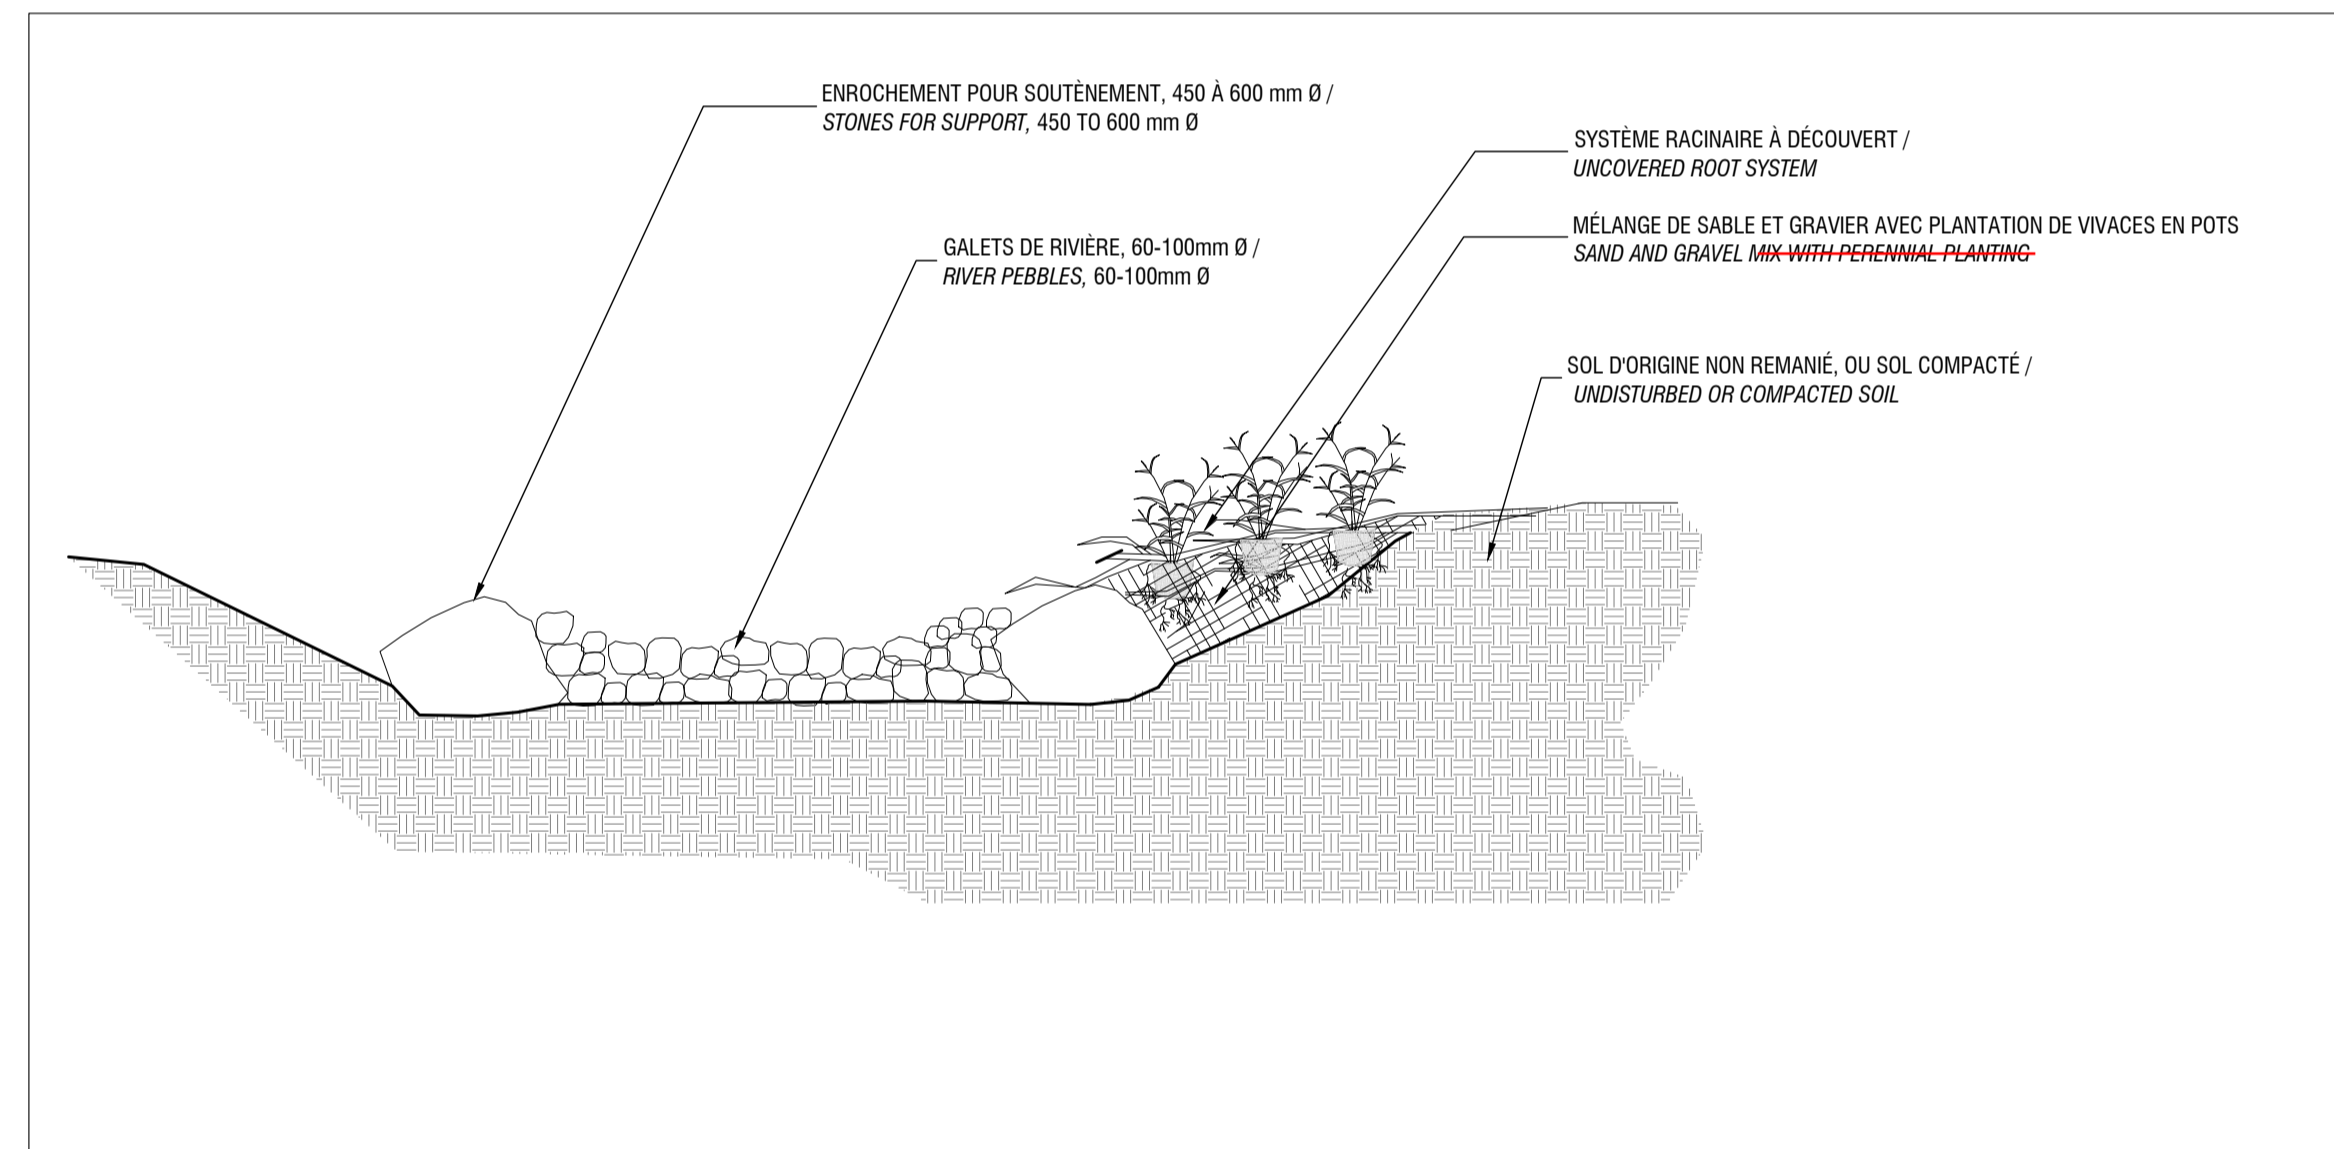 ENROCHEMENT POUR SOUTÈNEMENT, 450 À 600 mm Ø /
STONES FOR SUPPORT, 450 TO 600 mm Ø
SYSTÈME RACINAIRE À DÉCOUVERT /
UNCOVERED ROOT SYSTEM
MÉLANGE DE SABLE ET GRAVIER AVEC PLANTATION DE VIVACES EN POTS
SAND AND GRAVEL MIX WITH PERENNIAL PLANTING
GALETS DE RIVIÈRE, 60-100mm Ø /
RIVER PEBBLES, 60-100mm Ø
SOL D'ORIGINE NON REMANIÉ, OU SOL COMPACTÉ /
UNDISTURBED OR COMPACTED SOIL